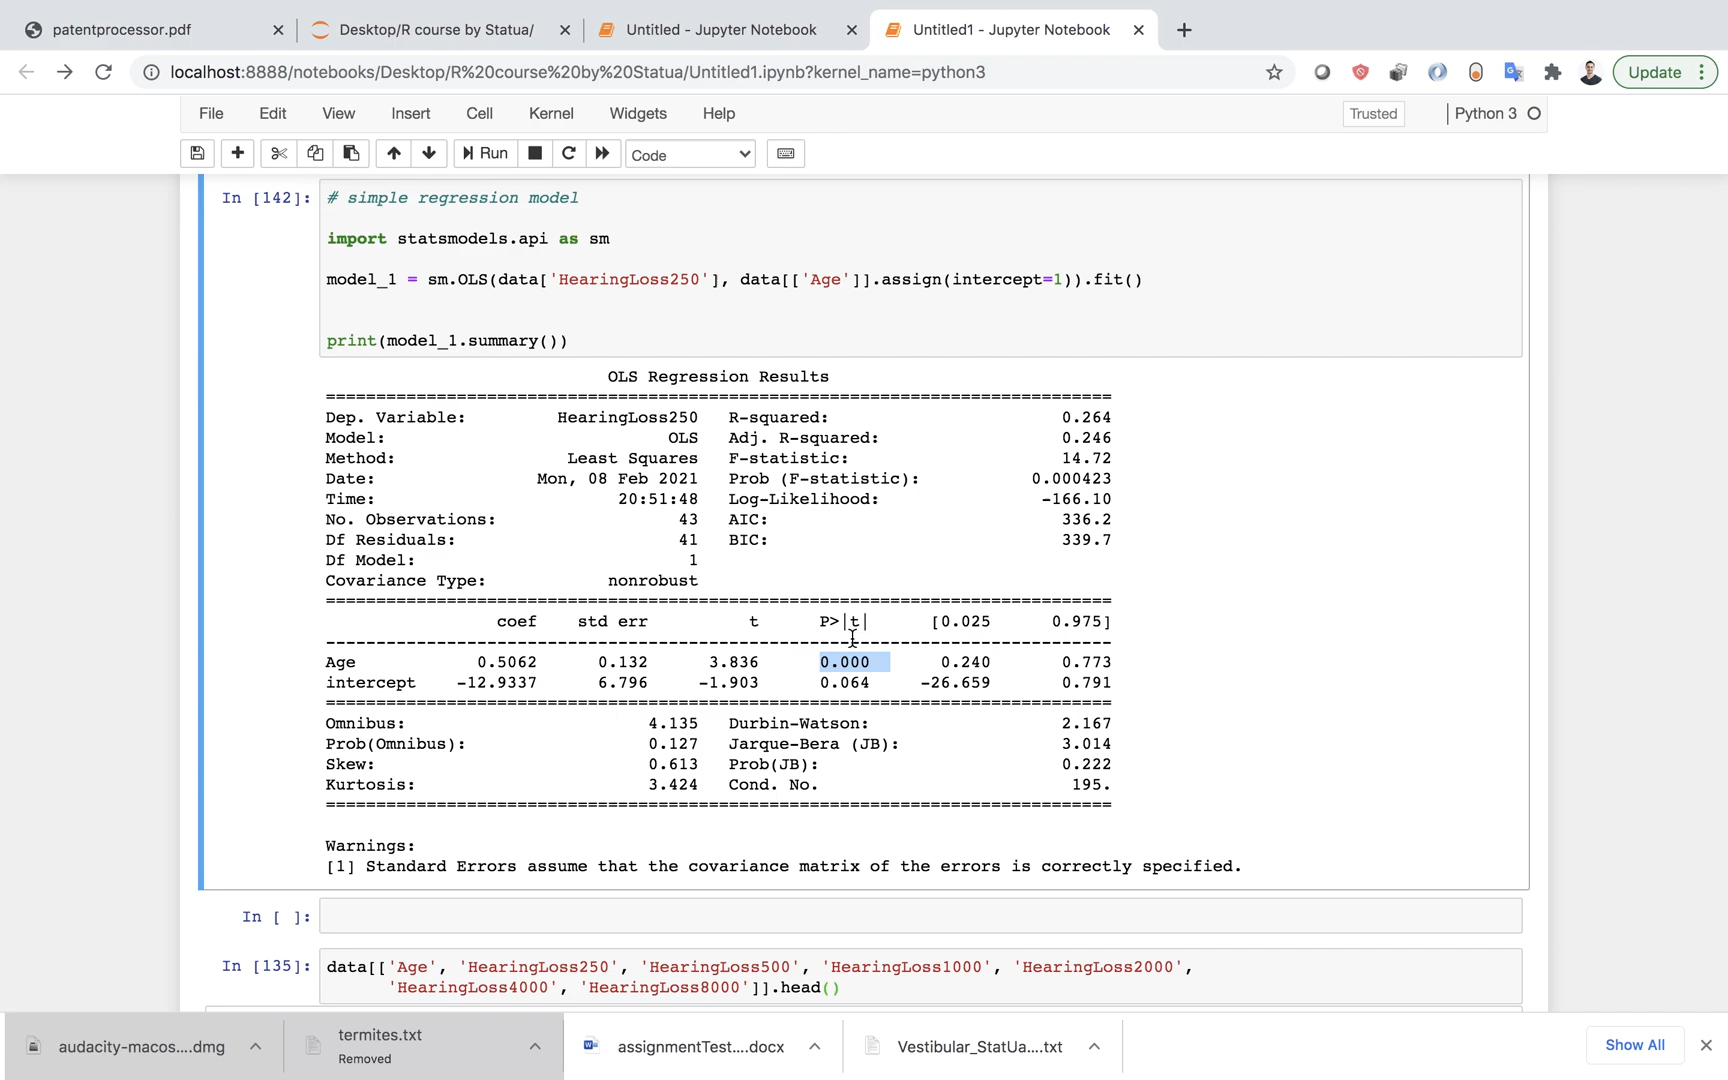 patentprocessor.pdf
Desktop/R course by Statua/
Untitled - Jupyter Notebook
Untitled1 - Jupyter Notebook
localhost:8888/notebooks/Desktop/R%20course%20by%20Statua/Untitled1.ipynb?kernel_name=python3
Update
File Edit View Insert Cell Kernel Widgets Help
Trusted
Python 3
Run
Code
In [142]:
# simple regression model
import statsmodels.api as sm
model_1 = sm.OLS(data['HearingLoss250'], data[['Age']].assign(intercept=1)).fit()
print(model_1.summary())
OLS Regression Results
==============================================================================
Dep. Variable: HearingLoss250 R-squared: 0.264
Model: OLS Adj. R-squared: 0.246
Method: Least Squares F-statistic: 14.72
Date: Mon, 08 Feb 2021 Prob (F-statistic): 0.000423
Time: 20:51:48 Log-Likelihood: -166.10
No. Observations: 43 AIC: 336.2
Df Residuals: 41 BIC: 339.7
Df Model: 1
Covariance Type: nonrobust
==============================================================================
coef std err t P>|t| [0.025 0.975]
------------------------------------------------------------------------------
Age 0.5062 0.132 3.836 0.000 0.240 0.773
intercept -12.9337 6.796 -1.903 0.064 -26.659 0.791
==============================================================================
Omnibus: 4.135 Durbin-Watson: 2.167
Prob(Omnibus): 0.127 Jarque-Bera (JB): 3.014
Skew: 0.613 Prob(JB): 0.222
Kurtosis: 3.424 Cond. No. 195.
==============================================================================
Warnings:
[1] Standard Errors assume that the covariance matrix of the errors is correctly specified.
In [ ]:
In [135]:
data[['Age', 'HearingLoss250', 'HearingLoss500', 'HearingLoss1000', 'HearingLoss2000',
'HearingLoss4000', 'HearingLoss8000']].head()
audacity-macos....dmg
termites.txt
Removed
assignmentTest....docx
Vestibular_StatUa....txt
Show All